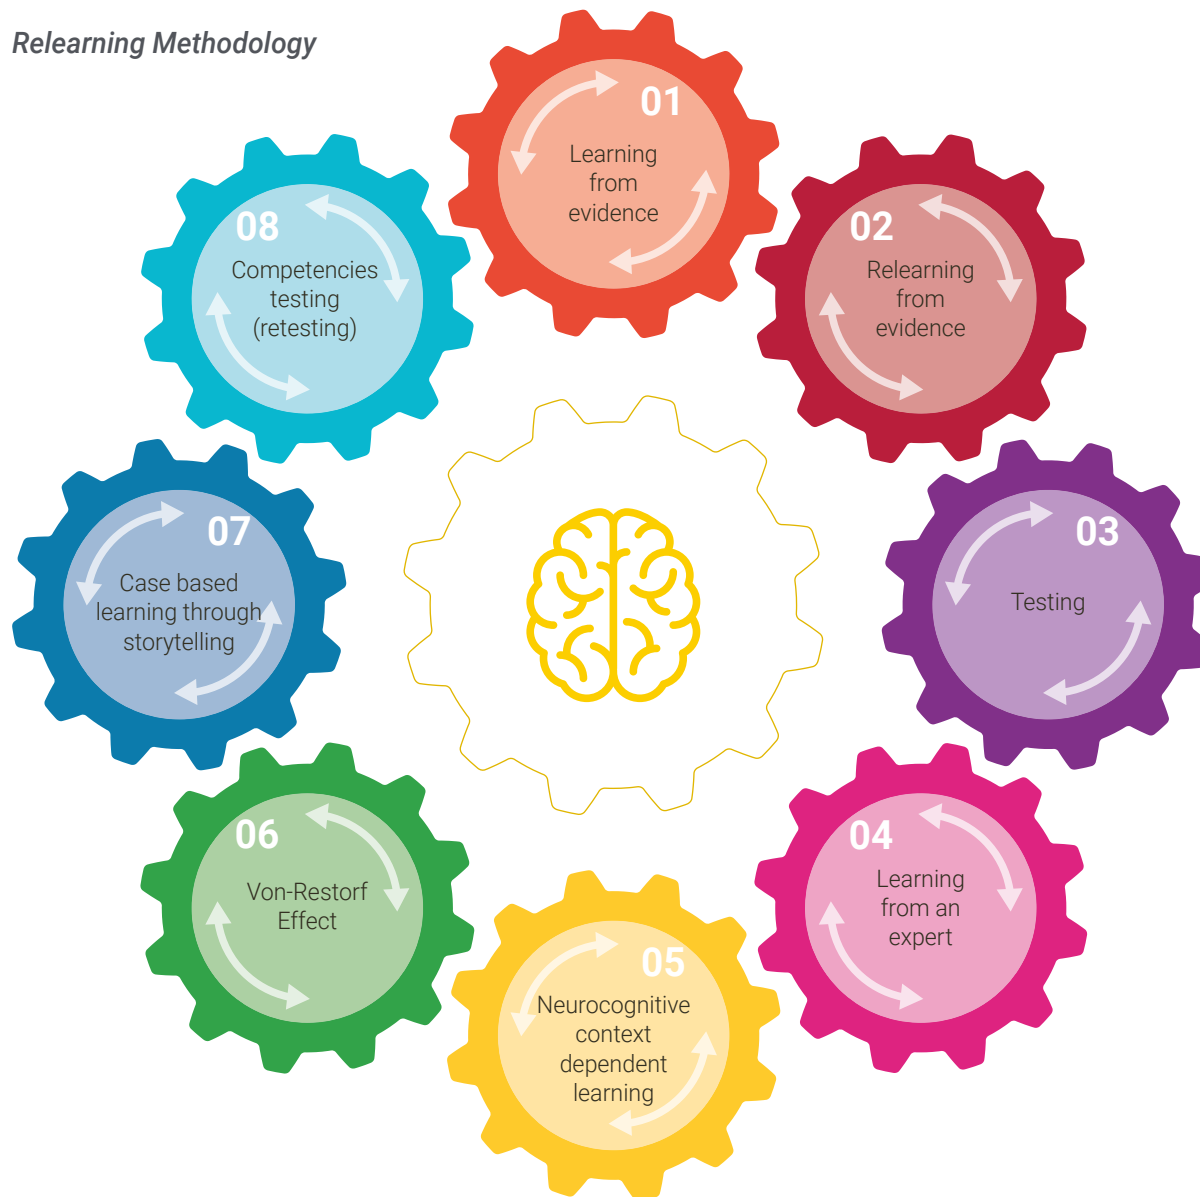 Relearning Methodology
01
Learning
from
evidence
02
Relearning
from
evidence
03
Testing
04
Learning
from an
expert
05
Neurocognitive
context
dependent
learning
06
Von-Restorf
Effect
07
Case based
learning through
storytelling
08
Competencies
testing
(retesting)